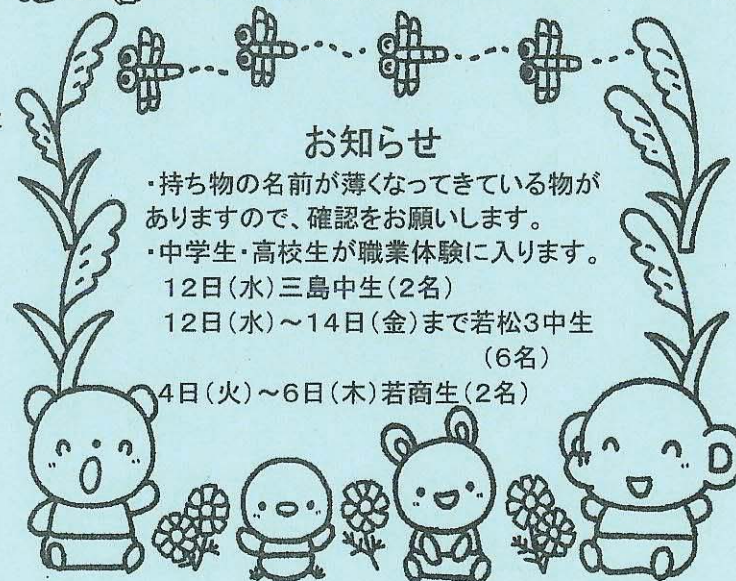 お知らせ
・持ち物の名前が薄くなってきている物が
ありますので、確認をお願いします。
・中学生・高校生が職業体験に入ります。
12日(水)三島中生(2名)
12日(水)～14日(金)まで若松3中生
(6名)
4日(火)～6日(木)若商生(2名)